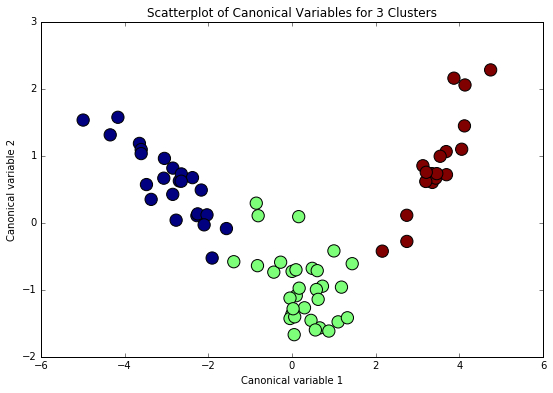 Scatterplot of Canonical Variables for 3 Clusters
3
2
1
0
−1
−2
Canonical variable 2
−6 −4 −2 0 2 4 6
Canonical variable 1